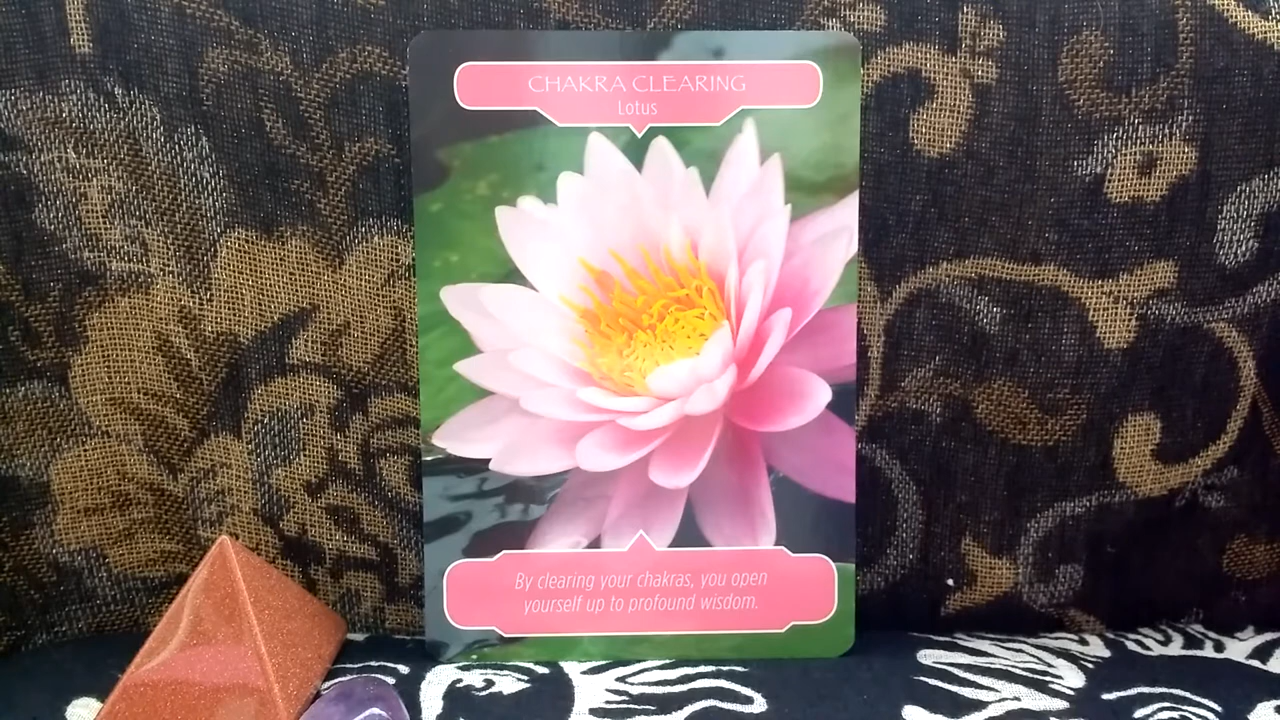 CHAKRA CLEARING
Lotus
By clearing your chakras, you open
yourself up to profound wisdom.